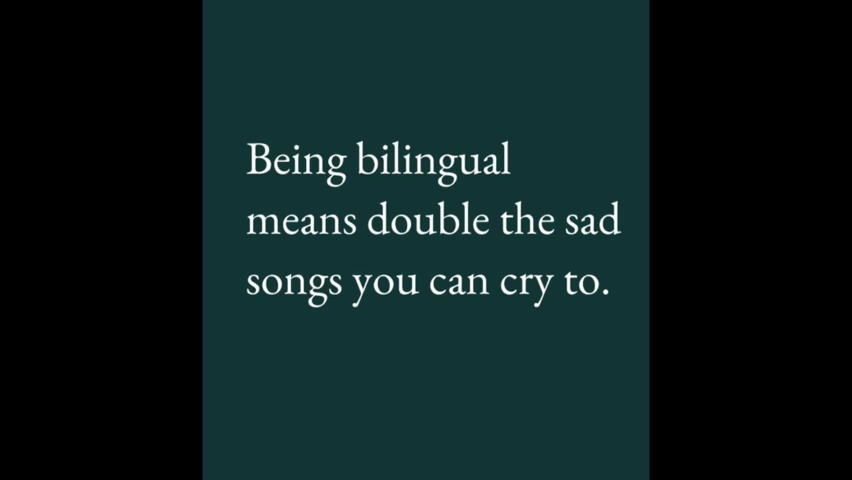 Being bilingual
means double the sad
songs you can cry to.